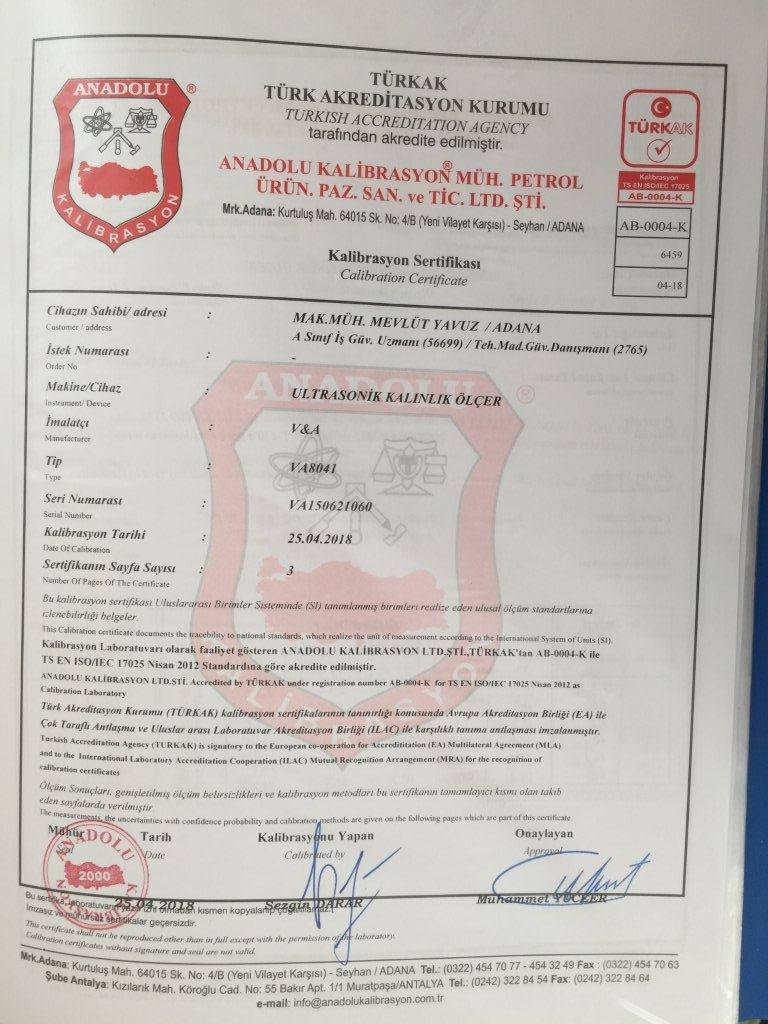 ANADOLU ®
KALİBRASYON
TÜRKAK
TÜRK AKREDİTASYON KURUMU
TURKISH ACCREDITATION AGENCY
tarafından akredite edilmiştir.
ANADOLU KALİBRASYON® MÜH. PETROL
ÜRÜN. PAZ. SAN. ve TİC. LTD. ŞTİ.
Mrk.Adana: Kurtuluş Mah. 64015 Sk. No: 4/B (Yeni Vilayet Karşısı) - Seyhan / ADANA
Kalibrasyon Sertifikası
Calibration Certificate
TÜRKAK
Kalibrasyon
TS EN ISO/IEC 17025
AB-0004-K
AB-0004-K
6459
04-18
Cihazın Sahibi/ adresi : MAK.MÜH. MEVLÜT YAVUZ / ADANA
Customer / address A Sınıf İş Güv. Uzmanı (56699) / Teh.Mad.Güv.Danışmanı (2765)
İstek Numarası : -
Order No
Makine/Cihaz : ULTRASONİK KALINLIK ÖLÇER
Instrument/ Device
İmalatçı : V&A
Manufacturer
Tip : VA8041
Type
Seri Numarası : VA150621060
Serial Number
Kalibrasyon Tarihi : 25.04.2018
Date Of Calibration
Sertifikanın Sayfa Sayısı : 3
Number Of Pages Of The Certificate
ANADOLU ®
KALİBRASYON
Bu kalibrasyon sertifikası Uluslararası Birimler Sisteminde (SI) tanımlanmış birimleri realize eden ulusal ölçüm standartlarına
izlenebilirliği belgeler.
This Calibration certificate documents the tracebility to national standards, which realize the unit of measurement according to the International System of Units (SI).
Kalibrasyon Laboratuvarı olarak faaliyet gösteren ANADOLU KALİBRASYON LTD.ŞTİ.,TÜRKAK'tan AB-0004-K ile
TS EN ISO/IEC 17025 Nisan 2012 Standardına göre akredite edilmiştir.
ANADOLU KALİBRASYON LTD.ŞTİ. Accredited by TÜRKAK under registration number AB-0004-K for TS EN ISO/IEC 17025 Nisan 2012 as
Calibration Laboratory
Türk Akreditasyon Kurumu (TÜRKAK) kalibrasyon sertifikalarının tanınırlığı konusunda Avrupa Akreditasyon Birliği (EA) ile
Çok Taraflı Antlaşma ve Uluslar arası Laboratuvar Akreditasyon Birliği (İLAC) ile karşılıklı tanıma antlaşması imzalanmıştır.
Turkish Accreditation Agency (TURKAK) is signatory to the European co-operation for Accredititation (EA) Multilateral Agreement (MLA)
and to the International Laboratory Accreditation Cooperation (ILAC) Mutual Recognition Arrangement (MRA) for the recognition of
calibration certificates
Ölçüm Sonuçları, genişletilmiş ölçüm belirsizlikleri ve kalibrasyon metodları bu sertifikanın tamamlayıcı kısmı olan takib
eden sayfalarda verilmiştir
The measurements, the uncertainties with confidence probability and calibration methods are given on the following pages which are part of this certificate.
Mühür Tarih Kalibrasyonu Yapan Onaylayan
Seal Date Calibrated by Approval
ANADOLU
2000
25.04.2018 Sezgin DARAR Muhammet YÜCEER
Bu sertifika, laboratuvarın yazılı izni olmadan kısmen kopyalanıp çoğaltılamaz.
İmzasız ve mühürsüz sertifikalar geçersizdir.
This certificate shall not be reproduced other than in full except with the permission of the laboratory.
Calibration certificates without signature and seal are not valid.
Mrk.Adana: Kurtuluş Mah. 64015 Sk. No: 4/B (Yeni Vilayet Karşısı) - Seyhan / ADANA Tel.: (0322) 454 70 77 - 454 32 49 Fax : (0322) 454 70 63
Şube Antalya: Kızılarık Mah. Köroğlu Cad. No: 55 Bakır Apt. 1/1 Muratpaşa/ANTALYA Tel.: (0242) 322 84 54 Fax: (0242) 322 84 64
e-mail: info@anadolukalibrasyon.com.tr